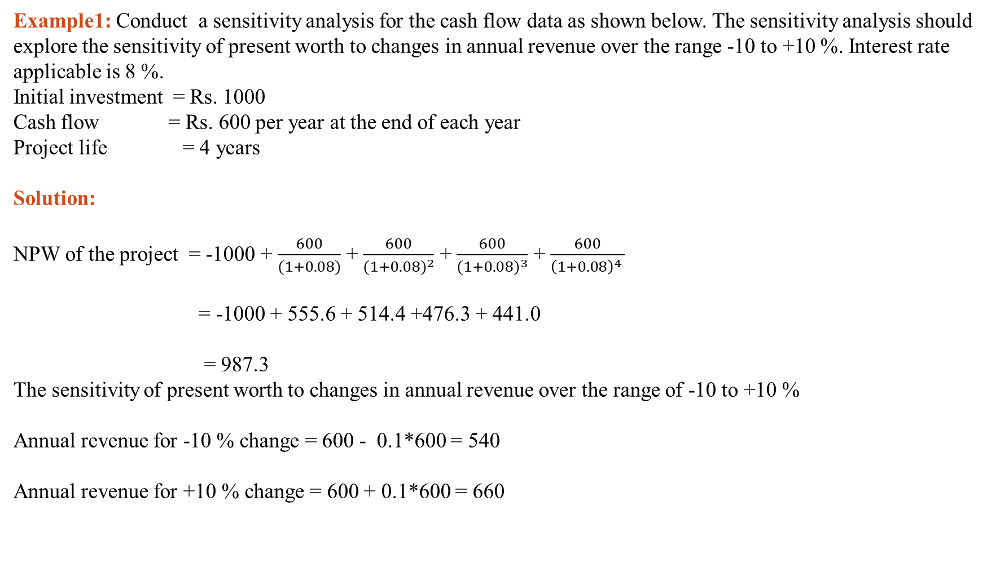 Example1: Conduct a sensitivity analysis for the cash flow data as shown below. The sensitivity analysis should
explore the sensitivity of present worth to changes in annual revenue over the range -10 to +10 %. Interest rate
applicable is 8 %.
Initial investment = Rs. 1000
Cash flow = Rs. 600 per year at the end of each year
Project life = 4 years
Solution:
NPW of the project = -1000 + 600/(1+0.08) + 600/(1+0.08)² + 600/(1+0.08)³ + 600/(1+0.08)⁴
= -1000 + 555.6 + 514.4 +476.3 + 441.0
= 987.3
The sensitivity of present worth to changes in annual revenue over the range of -10 to +10 %
Annual revenue for -10 % change = 600 - 0.1*600 = 540
Annual revenue for +10 % change = 600 + 0.1*600 = 660